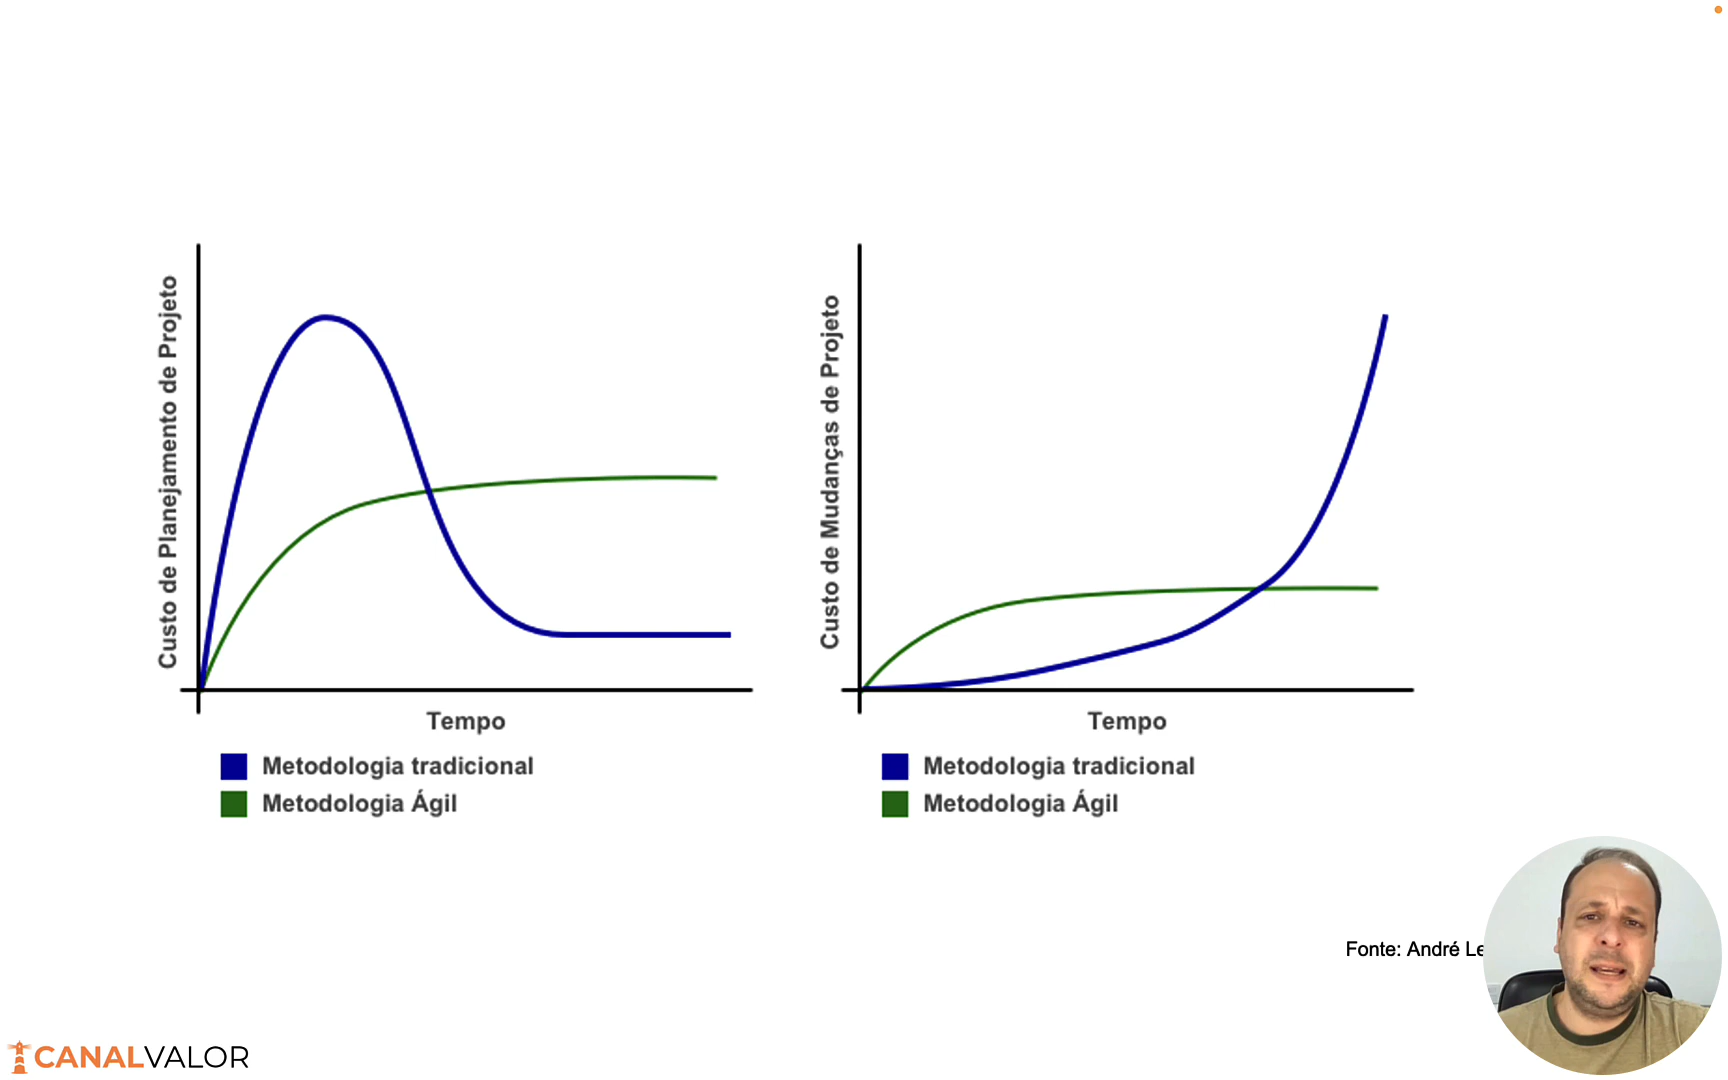 Custo de Planejamento de Projeto
Tempo
Metodologia tradicional
Metodologia Ágil
Custo de Mudanças de Projeto
Tempo
Metodologia tradicional
Metodologia Ágil
Fonte: André
CANALVALOR